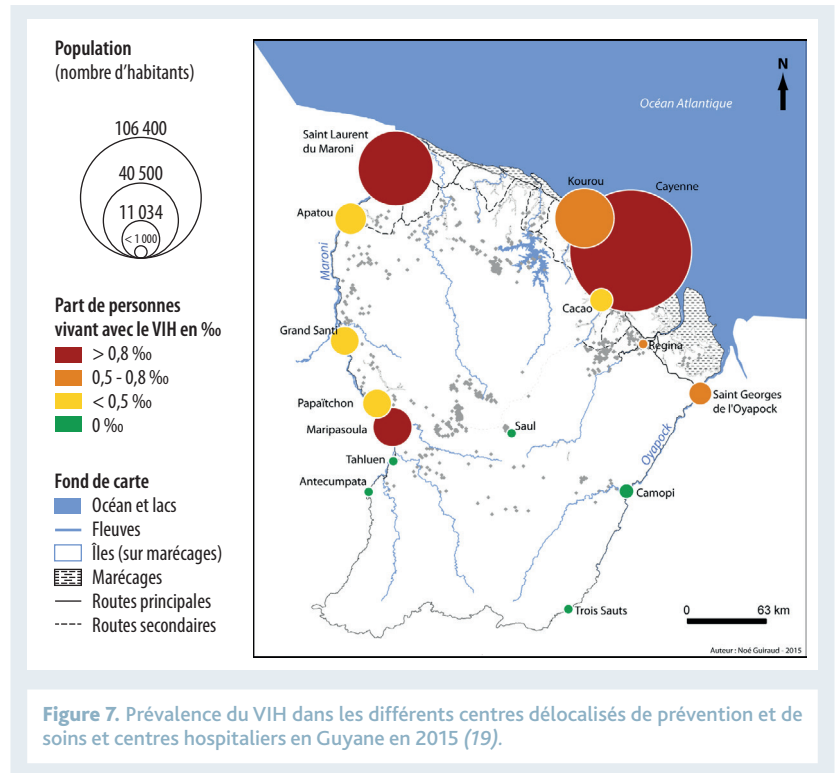 Population
(nombre d'habitants)
106 400
40 500
11 034
< 1 000
Part de personnes
vivant avec le VIH en ‰
> 0,8 ‰
0,5 - 0,8 ‰
< 0,5 ‰
0 ‰
Fond de carte
Océan et lacs
Fleuves
Îles (sur marécages)
Marécages
Routes principales
Routes secondaires
N
Océan Atlantique
Saint Laurent
du Maroni
Kourou
Cayenne
Apatou
Maroni
Cacao
Grand Santi
Régina
Papaïtchon
Saint Georges
de l'Oyapock
Maripasoula
Saul
Oyapock
Tahluen
Antecumpata
Camopi
Trois Sauts
0 63 km
Auteur : Noé Guiraud - 2015
Figure 7. Prévalence du VIH dans les différents centres délocalisés de prévention et de
soins et centres hospitaliers en Guyane en 2015 (19).